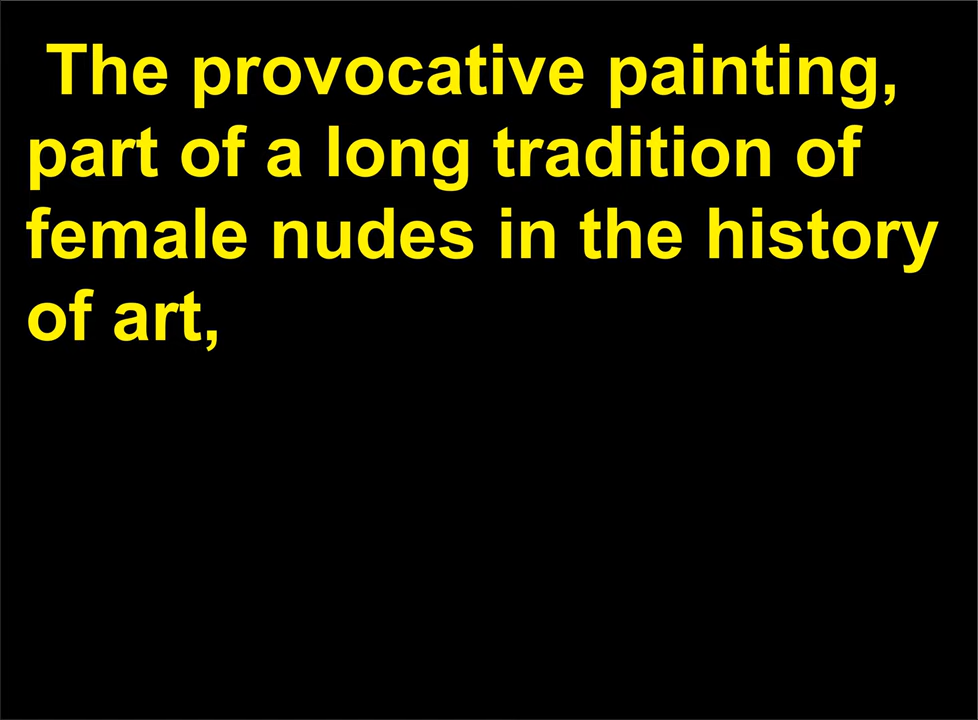 The provocative painting,
part of a long tradition of
female nudes in the history
of art,